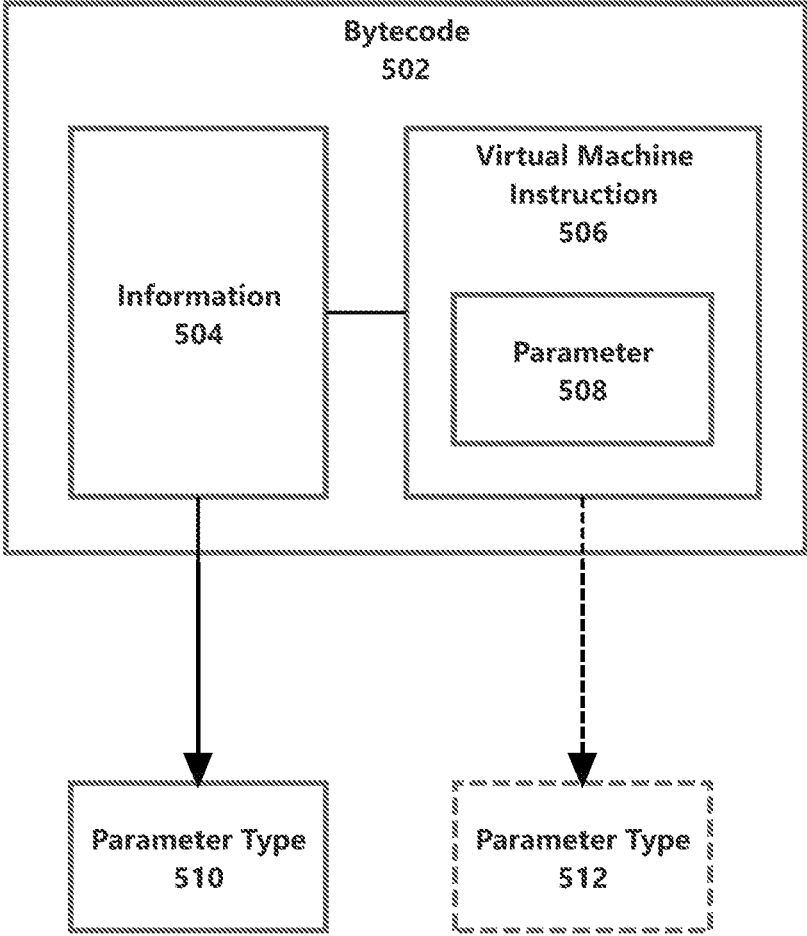 Bytecode
502
Information
504
Virtual Machine
Instruction
506
Parameter
508
Parameter Type
510
Parameter Type
512